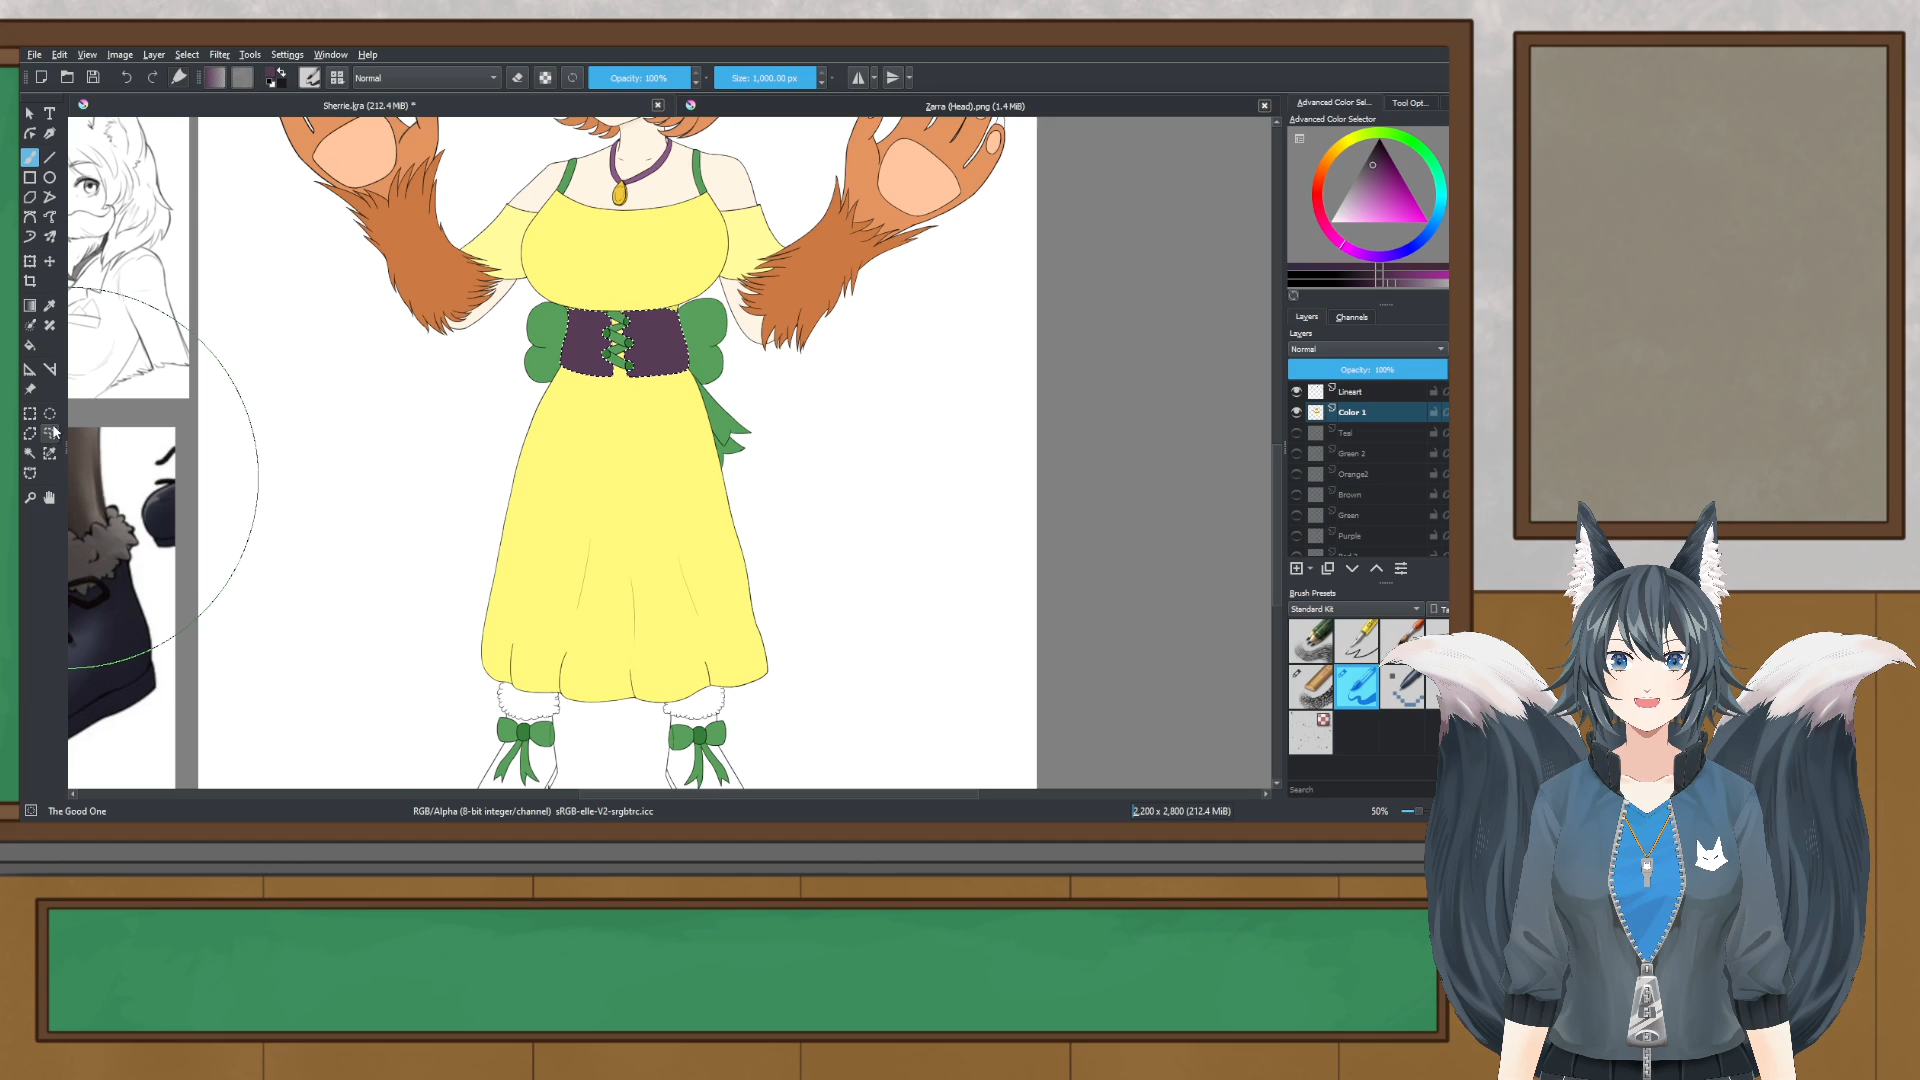 File Edit View Image Layer Select Filter Tools Settings Window Help
Normal
Opacity: 100%
Size: 1,000.00 px
Sherrie.kra (212.4 MiB) *
Zarra (Head).png (1.4 MiB)
Advanced Color Sel...
Tool Opt...
Advanced Color Selector
Layers
Channels
Layers
Normal
Opacity: 100%
Lineart
Color 1
Teal
Green 2
Orange2
Brown
Green
Purple
Brush Presets
Standard Kit
Ta
Search
The Good One
RGB/Alpha (8-bit integer/channel) sRGB-elle-V2-srgbtrc.icc
2,200 x 2,800 (212.4 MiB)
50%